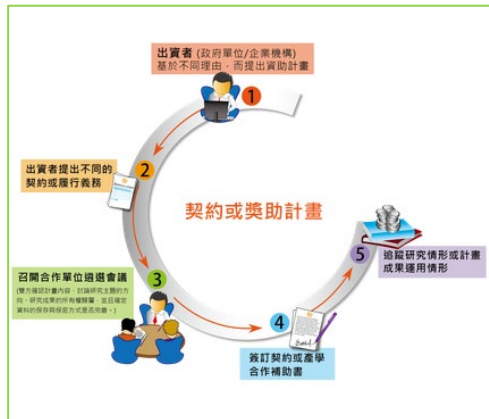 出資者 (政府單位/企業機構)
基於不同理由，而提出資助計畫
1
2
出資者提出不同的
契約或履行義務
契約或獎助計畫
召開合作單位遴選會議
(雙方確認計畫內容、討論研究主題的方
向、研究成果的所有權歸屬，並且確定
資料的保存與保密方式是否完善。)
3
4
簽訂契約或產學
合作補助書
5
追蹤研究情形或計畫
成果運用情形